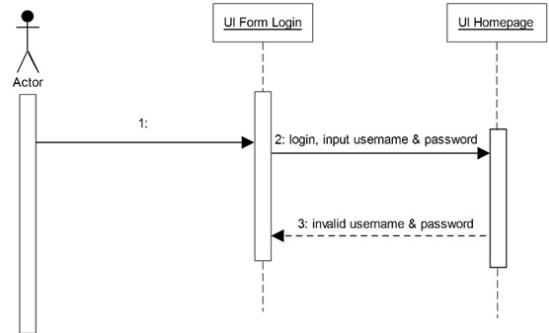 UI Form Login
UI Homepage
Actor
1:
2: login, input username & password
3: invalid username & password